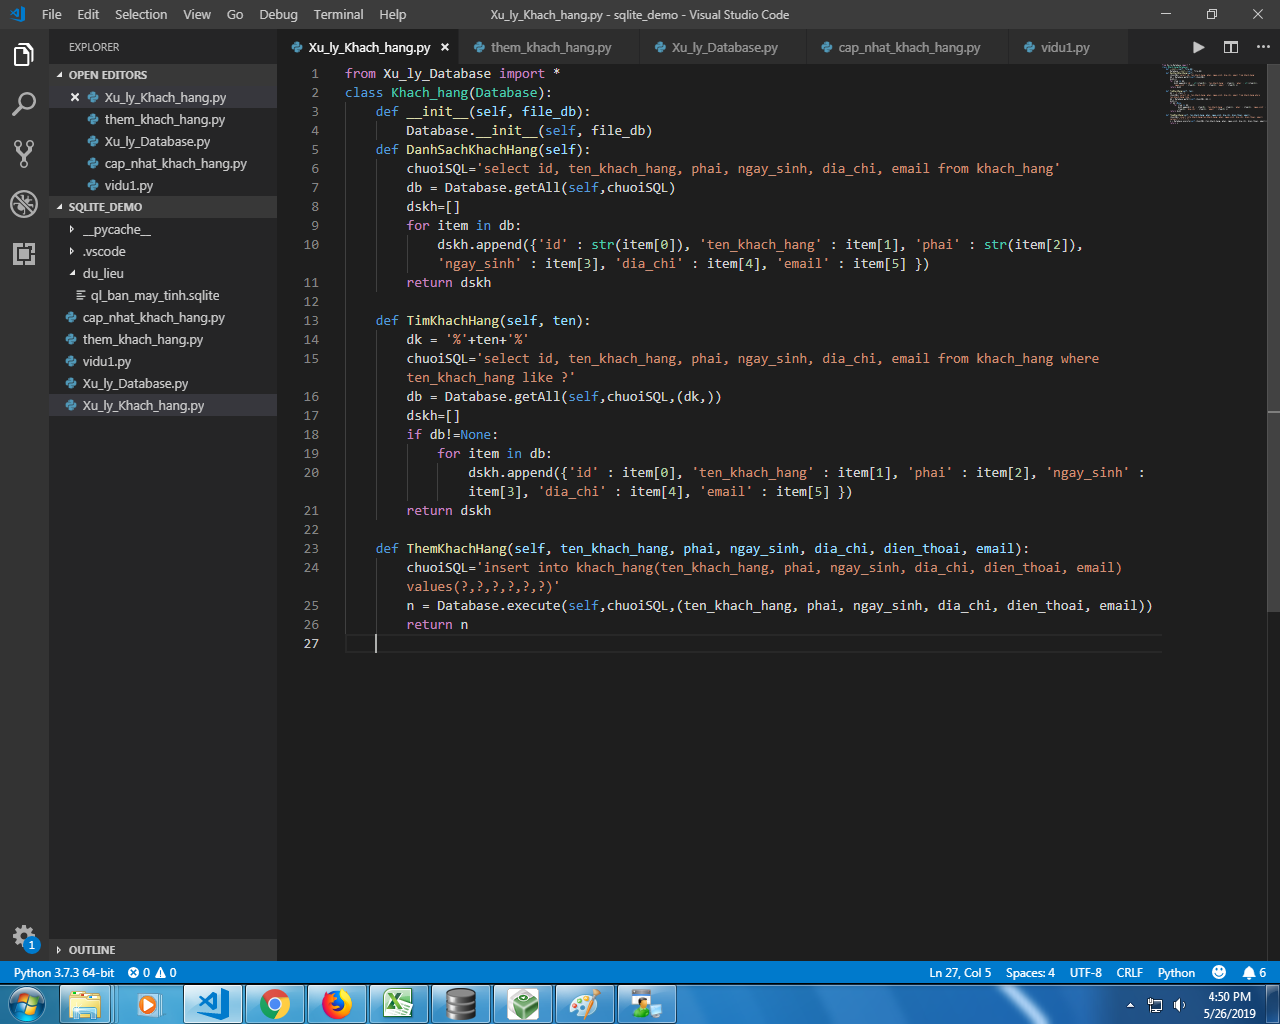 File Edit Selection View Go Debug Terminal Help Xu_ly_Khach_hang.py - sqlite_demo - Visual Studio Code
EXPLORER
OPEN EDITORS
Xu_ly_Khach_hang.py
them_khach_hang.py
Xu_ly_Database.py
cap_nhat_khach_hang.py
vidu1.py
SQLITE_DEMO
__pycache__
.vscode
du_lieu
ql_ban_may_tinh.sqlite
cap_nhat_khach_hang.py
them_khach_hang.py
vidu1.py
Xu_ly_Database.py
Xu_ly_Khach_hang.py
OUTLINE
1
Xu_ly_Khach_hang.py them_khach_hang.py Xu_ly_Database.py cap_nhat_khach_hang.py vidu1.py
1 from Xu_ly_Database import *
2 class Khach_hang(Database):
3 def __init__(self, file_db):
4 Database.__init__(self, file_db)
5 def DanhSachKhachHang(self):
6 chuoiSQL='select id, ten_khach_hang, phai, ngay_sinh, dia_chi, email from khach_hang'
7 db = Database.getAll(self,chuoiSQL)
8 dskh=[]
9 for item in db:
10 dskh.append({'id' : str(item[0]), 'ten_khach_hang' : item[1], 'phai' : str(item[2]),
'ngay_sinh' : item[3], 'dia_chi' : item[4], 'email' : item[5] })
11 return dskh
12
13 def TimKhachHang(self, ten):
14 dk = '%'+ten+'%'
15 chuoiSQL='select id, ten_khach_hang, phai, ngay_sinh, dia_chi, email from khach_hang where
ten_khach_hang like ?'
16 db = Database.getAll(self,chuoiSQL,(dk,))
17 dskh=[]
18 if db!=None:
19 for item in db:
20 dskh.append({'id' : item[0], 'ten_khach_hang' : item[1], 'phai' : item[2], 'ngay_sinh' :
item[3], 'dia_chi' : item[4], 'email' : item[5] })
21 return dskh
22
23 def ThemKhachHang(self, ten_khach_hang, phai, ngay_sinh, dia_chi, dien_thoai, email):
24 chuoiSQL='insert into khach_hang(ten_khach_hang, phai, ngay_sinh, dia_chi, dien_thoai, email)
values(?,?,?,?,?,?)'
25 n = Database.execute(self,chuoiSQL,(ten_khach_hang, phai, ngay_sinh, dia_chi, dien_thoai, email))
26 return n
27
Python 3.7.3 64-bit 0 0 Ln 27, Col 5 Spaces: 4 UTF-8 CRLF Python 6
4:50 PM
5/26/2019